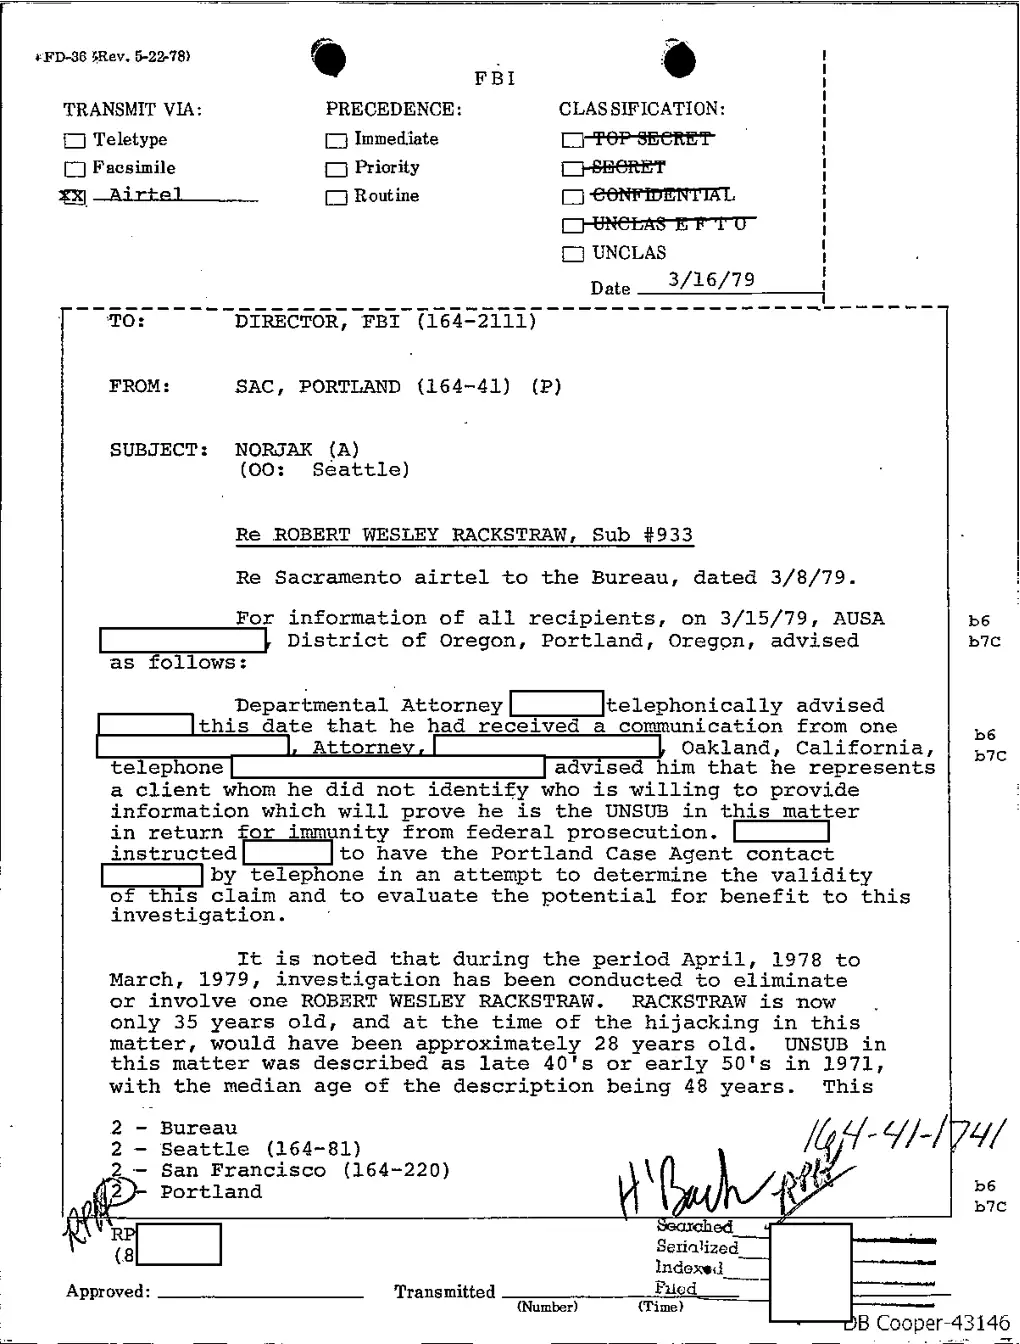 FD-36 (Rev. 5-22-78)
FBI
TRANSMIT VIA: PRECEDENCE: CLASSIFICATION:
Teletype Immediate TOP SECRET
Facsimile Priority SECRET
XX Airtel Routine CONFIDENTIAL
UNCLAS E F T O
UNCLAS
Date 3/16/79
TO: DIRECTOR, FBI (164-2111)
FROM: SAC, PORTLAND (164-41) (P)
SUBJECT: NORJAK (A)
(OO: Seattle)
Re ROBERT WESLEY RACKSTRAW, Sub #933
Re Sacramento airtel to the Bureau, dated 3/8/79.
For information of all recipients, on 3/15/79, AUSA b6
, District of Oregon, Portland, Oregon, advised b7C
as follows:
Departmental Attorney telephonically advised
this date that he had received a communication from one b6
, Attorney, , Oakland, California, b7C
telephone advised him that he represents
a client whom he did not identify who is willing to provide
information which will prove he is the UNSUB in this matter
in return for immunity from federal prosecution.
instructed to have the Portland Case Agent contact
by telephone in an attempt to determine the validity
of this claim and to evaluate the potential for benefit to this
investigation.
It is noted that during the period April, 1978 to
March, 1979, investigation has been conducted to eliminate
or involve one ROBERT WESLEY RACKSTRAW. RACKSTRAW is now
only 35 years old, and at the time of the hijacking in this
matter, would have been approximately 28 years old. UNSUB in
this matter was described as late 40's or early 50's in 1971,
with the median age of the description being 48 years. This
2 - Bureau
2 - Seattle (164-81) 164-41-1741
2 - San Francisco (164-220)
2 - Portland b6
b7C
RP Searched
(8 Serialized
Indexed
Approved: Transmitted Filed
(Number) (Time)
DB Cooper-43146